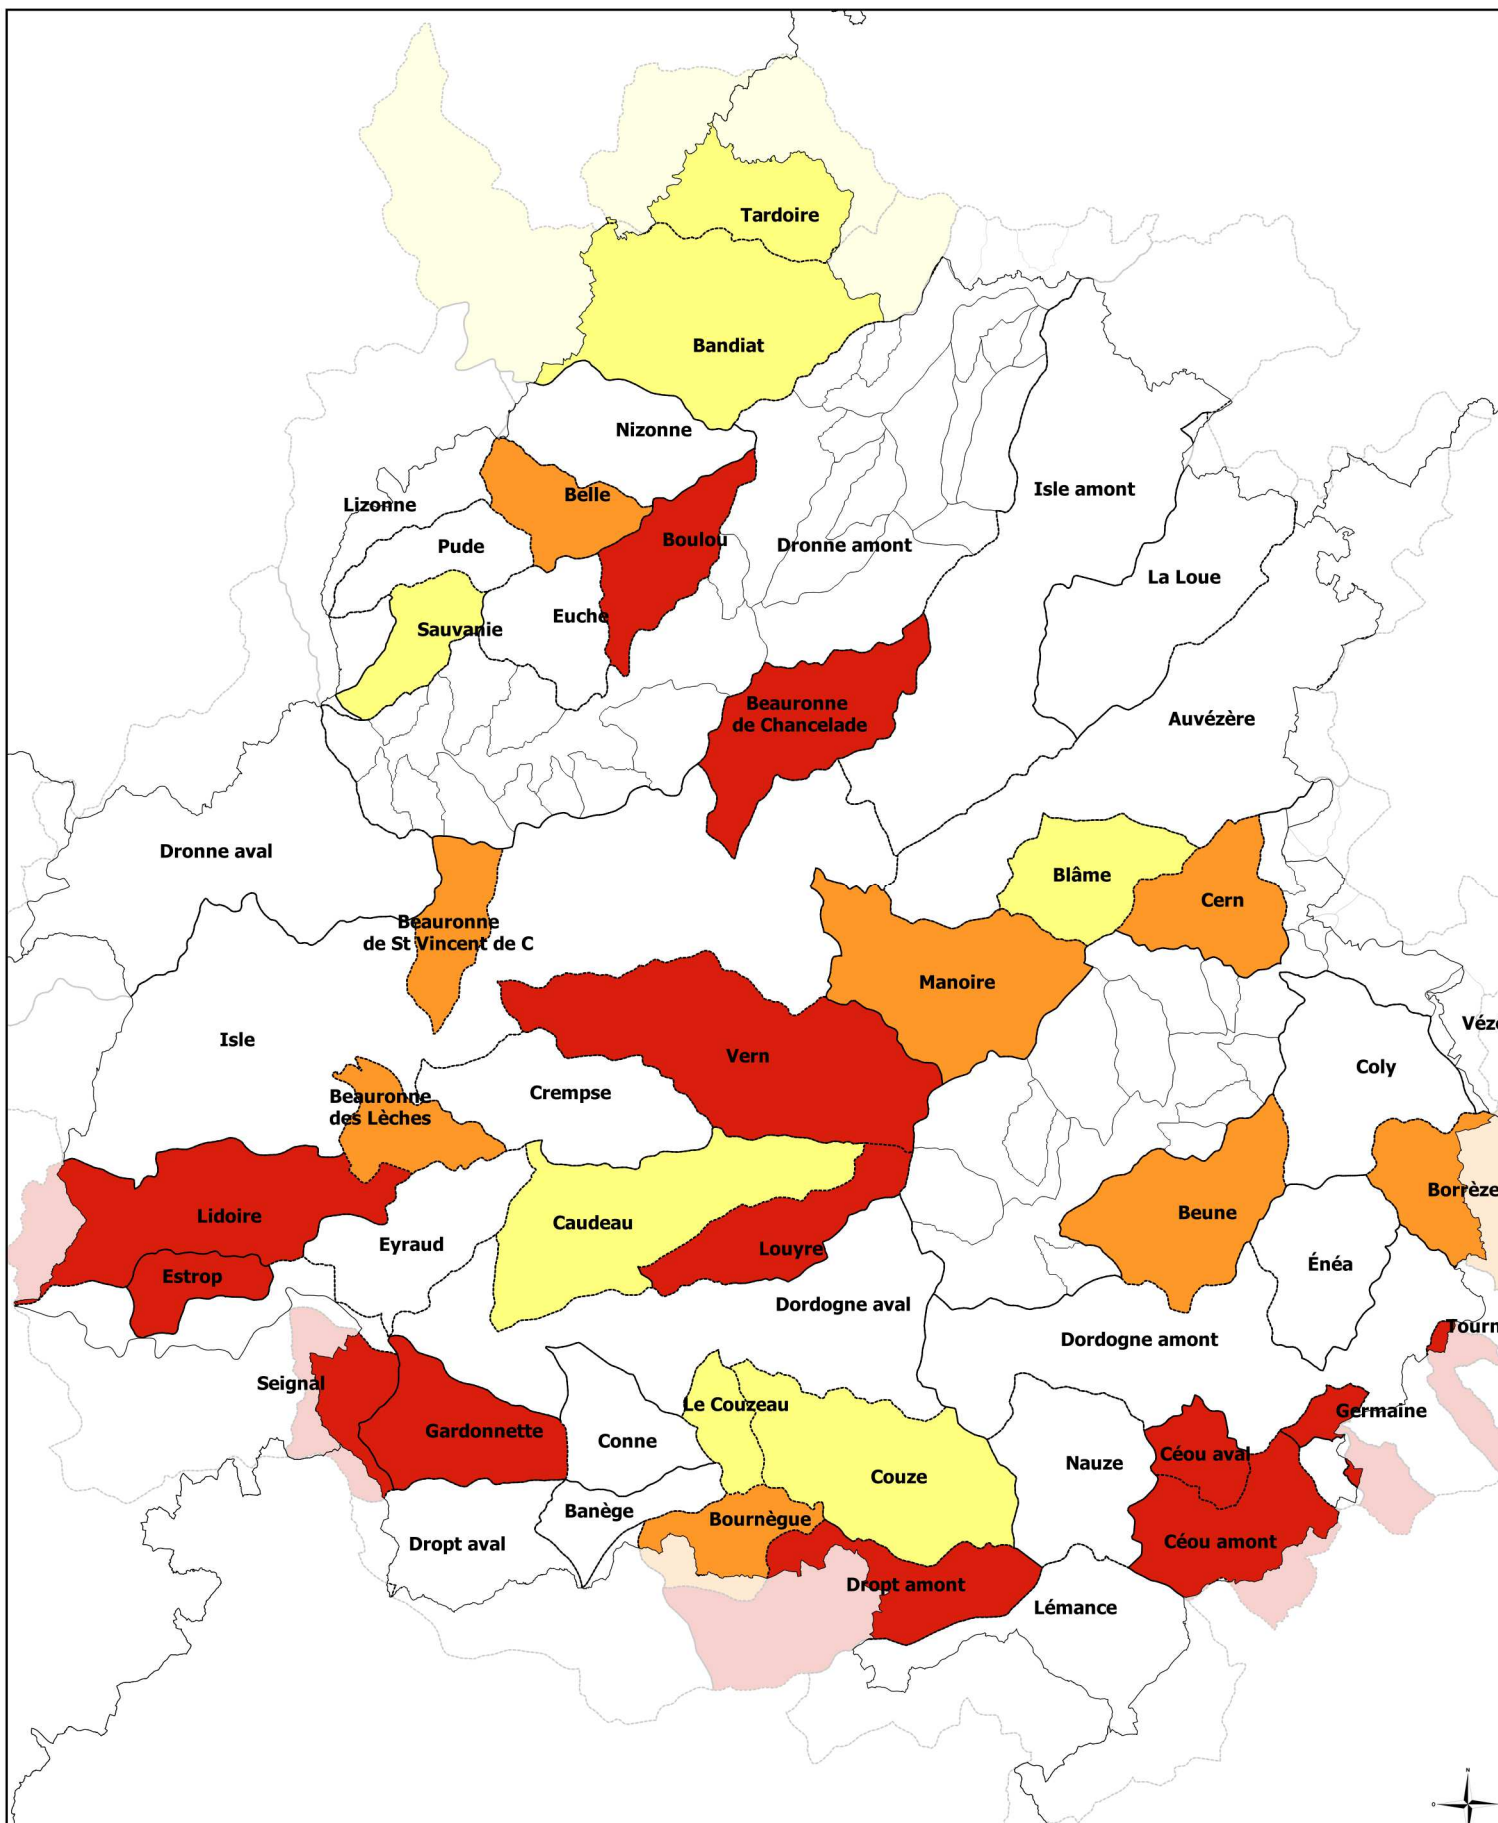 Tardoire
Bandiat
Nizonne
Belle
Lizonne
Isle amont
Boulou
Pude
Dronne amont
La Loue
Euche
Sauvanie
Beauronne
de Chancelade
Auvézère
Dronne aval
Blâme
Cern
Beauronne
de St Vincent de C
Manoire
Véz
Isle
Vern
Coly
Crempse
Beauronne
des Lèches
Borrèze
Lidoire
Caudeau
Beune
Eyraud
Louyre
Énéa
Estrop
Dordogne aval
Tourn
Dordogne amont
Seignal
Le Couzeau
Germaine
Gardonnette
Conne
Céou aval
Nauze
Couze
Banège
Bournègue
Dropt aval
Céou amont
Dropt amont
Lémance
N
O